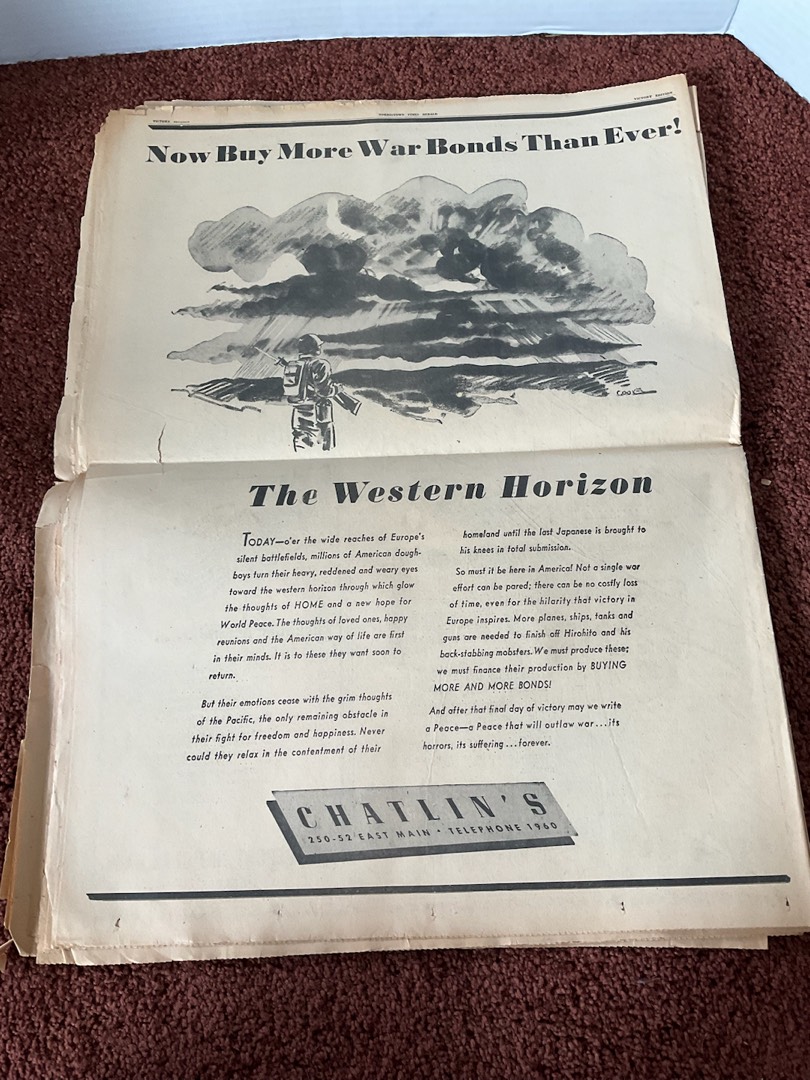 VICTORY EDITION
NORRISTOWN TIMES HERALD
VICTORY EDITION
Now Buy More War Bonds Than Ever!
COOKE
The Western Horizon
TODAY—o'er the wide reaches of Europe's
silent battlefields, millions of American dough-
boys turn their heavy, reddened and weary eyes
toward the western horizon through which glow
the thoughts of HOME and a new hope for
World Peace. The thoughts of loved ones, happy
reunions and the American way of life are first
in their minds. It is to these they want soon to
return.
But their emotions cease with the grim thoughts
of the Pacific, the only remaining obstacle in
their fight for freedom and happiness. Never
could they relax in the contentment of their
homeland until the last Japanese is brought to
his knees in total submission.
So must it be here in America! Not a single war
effort can be pared; there can be no costly loss
of time, even for the hilarity that victory in
Europe inspires. More planes, ships, tanks and
guns are needed to finish off Hirohito and his
back-stabbing mobsters. We must produce these;
we must finance their production by BUYING
MORE AND MORE BONDS!
And after that final day of victory may we write
a Peace—a Peace that will outlaw war...its
horrors, its suffering...forever.
CHATLIN'S
250-52 EAST MAIN • TELEPHONE 1960